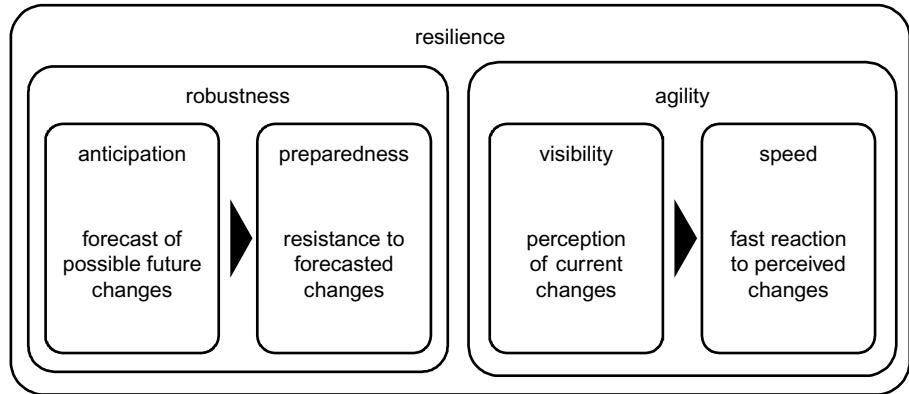 resilience
robustness
anticipation
forecast of
possible future
changes
preparedness
resistance to
forecasted
changes
agility
visibility
perception
of current
changes
speed
fast reaction
to perceived
changes